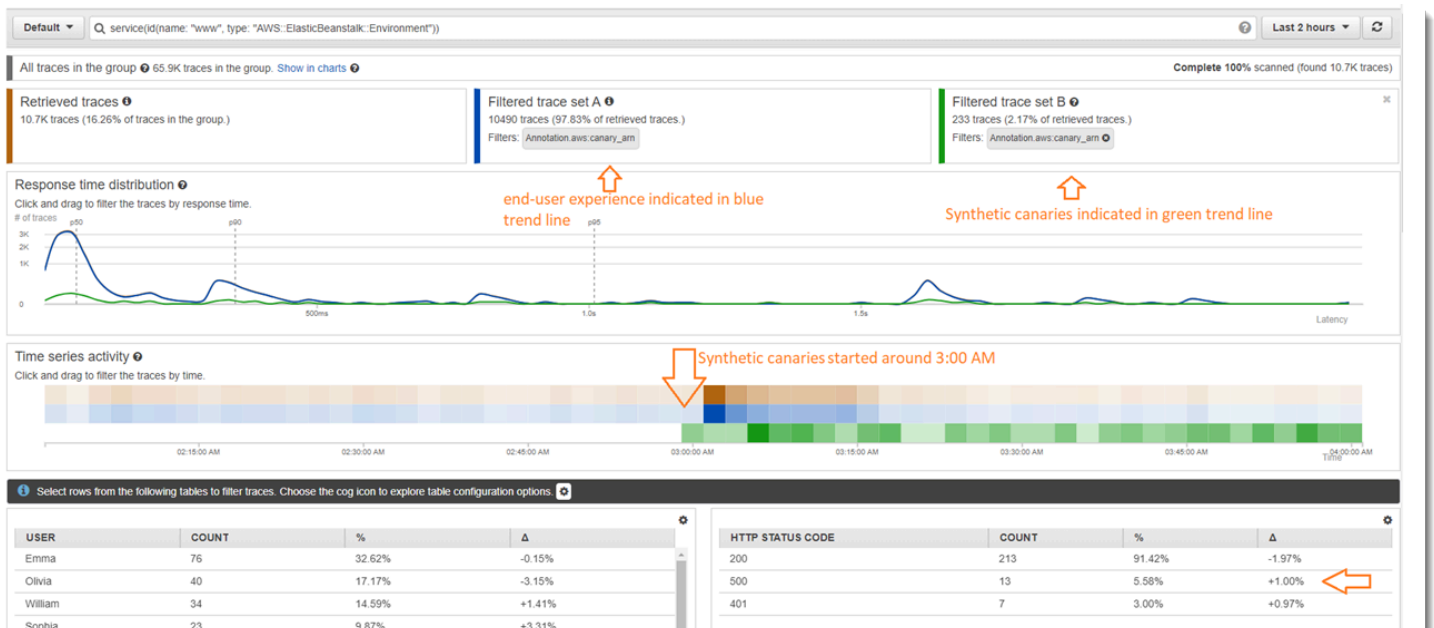 Default
service(id(name: "www", type: "AWS::ElasticBeanstalk::Environment"))
Last 2 hours
All traces in the group 65.9K traces in the group. Show in charts
Complete 100% scanned (found 10.7K traces)
Retrieved traces
10.7K traces (16.26% of traces in the group.)
Filtered trace set A
10490 traces (97.83% of retrieved traces.)
Filters: Annotation.aws:canary_arn
Filtered trace set B
233 traces (2.17% of retrieved traces.)
Filters: Annotation.aws:canary_arn
end-user experience indicated in blue
trend line
Synthetic canaries indicated in green trend line
Response time distribution
Click and drag to filter the traces by response time.
# of traces
p50
p90
p95
3K
2K
1K
0
500ms
1.0s
1.5s
Latency
Time series activity
Click and drag to filter the traces by time.
Synthetic canaries started around 3:00 AM
02:15:00 AM
02:30:00 AM
02:45:00 AM
03:00:00 AM
03:15:00 AM
03:30:00 AM
03:45:00 AM
04:00:00 AM
Time
Select rows from the following tables to filter traces. Choose the cog icon to explore table configuration options.
USER COUNT % Δ
Emma 76 32.62% -0.15%
Olivia 40 17.17% -3.15%
William 34 14.59% +1.41%
Sophia 23 9.87% +3.31%
HTTP STATUS CODE COUNT % Δ
200 213 91.42% -1.97%
500 13 5.58% +1.00%
401 7 3.00% +0.97%